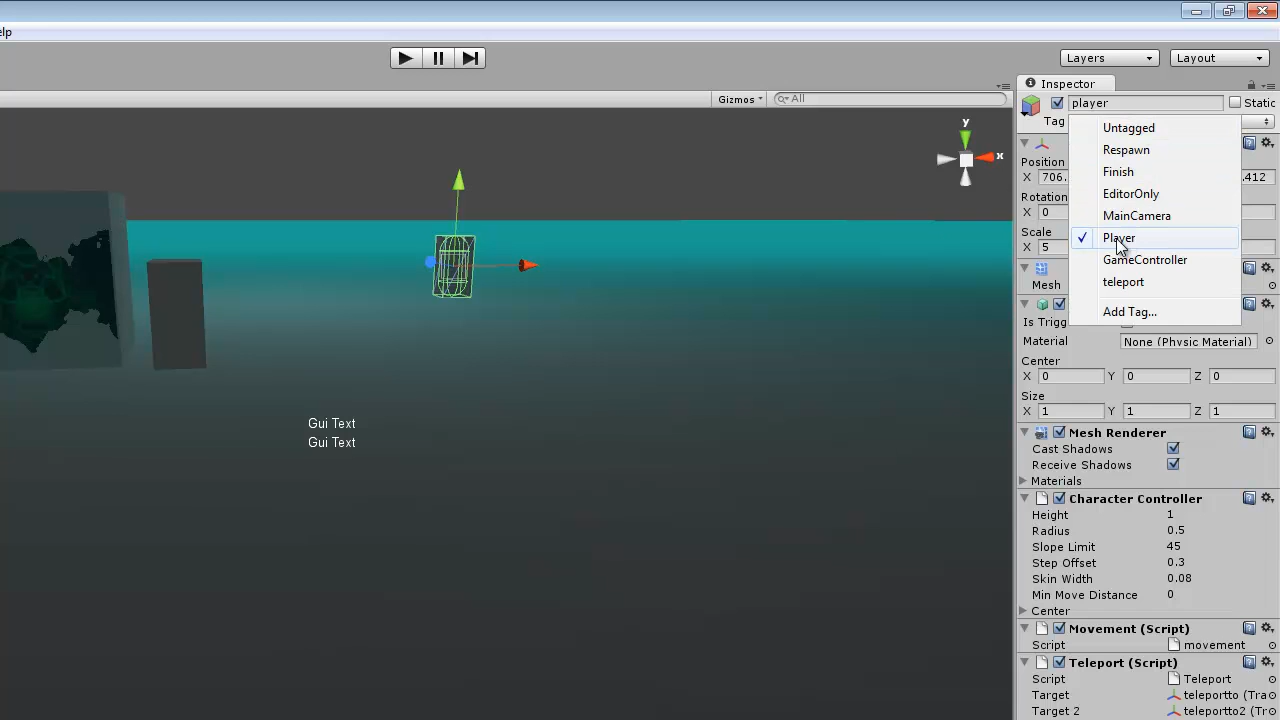 elp
Layers
Layout
Inspector
Gizmos
All
player
Static
Tag
Untagged
Respawn
Finish
EditorOnly
MainCamera
Player
GameController
teleport
Add Tag...
y
x
Position
X 706. .412
Rotation
X 0
Scale
X 5
Mesh
Is Trigg
Material None (Physic Material)
Center
X 0 Y 0 Z 0
Size
X 1 Y 1 Z 1
Gui Text
Gui Text
Mesh Renderer
Cast Shadows
Receive Shadows
Materials
Character Controller
Height 1
Radius 0.5
Slope Limit 45
Step Offset 0.3
Skin Width 0.08
Min Move Distance 0
Center
Movement (Script)
Script movement
Teleport (Script)
Script Teleport
Target teleportto (Tra
Target 2 teleportto2 (Tr